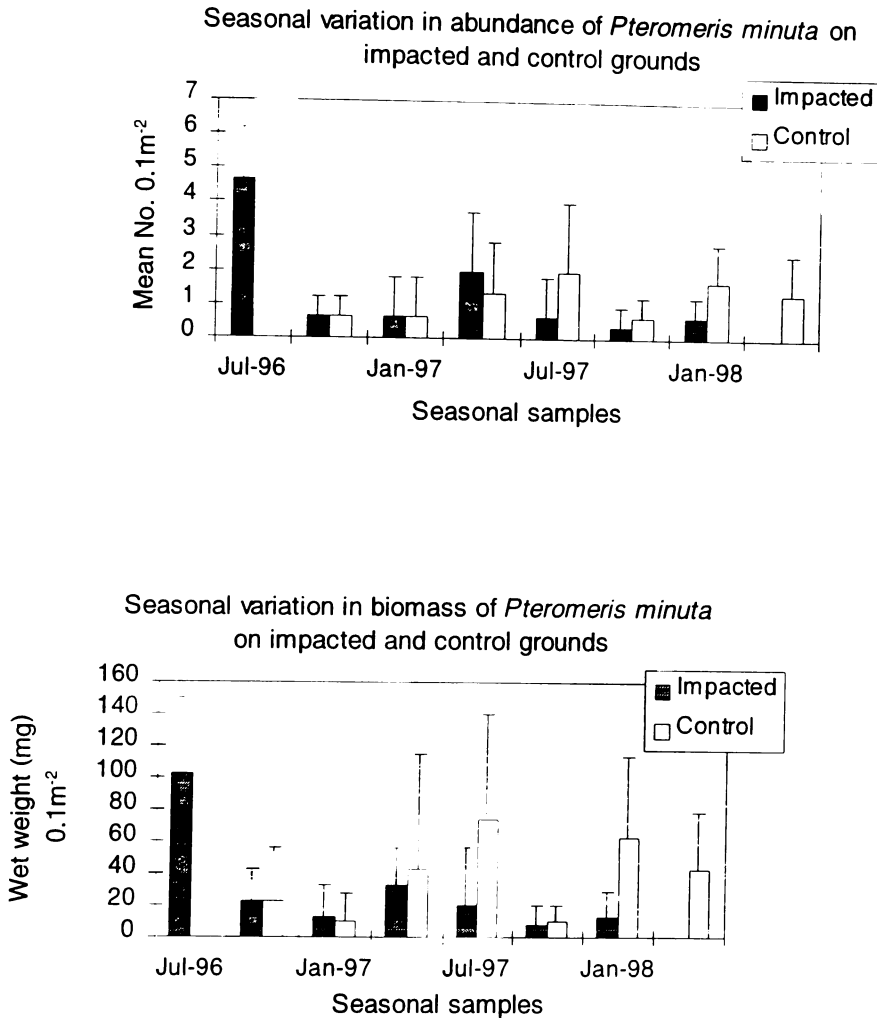 Seasonal variation in abundance of Pteromeris minuta on
impacted and control grounds
Impacted
Control
7
6
5
4
3
2
1
0
Mean No. 0.1m⁻²
Jul-96 Jan-97 Jul-97 Jan-98
Seasonal samples
Seasonal variation in biomass of Pteromeris minuta
on impacted and control grounds
Impacted
Control
160
140
120
100
80
60
40
20
0
Wet weight (mg)
0.1m⁻²
Jul-96 Jan-97 Jul-97 Jan-98
Seasonal samples